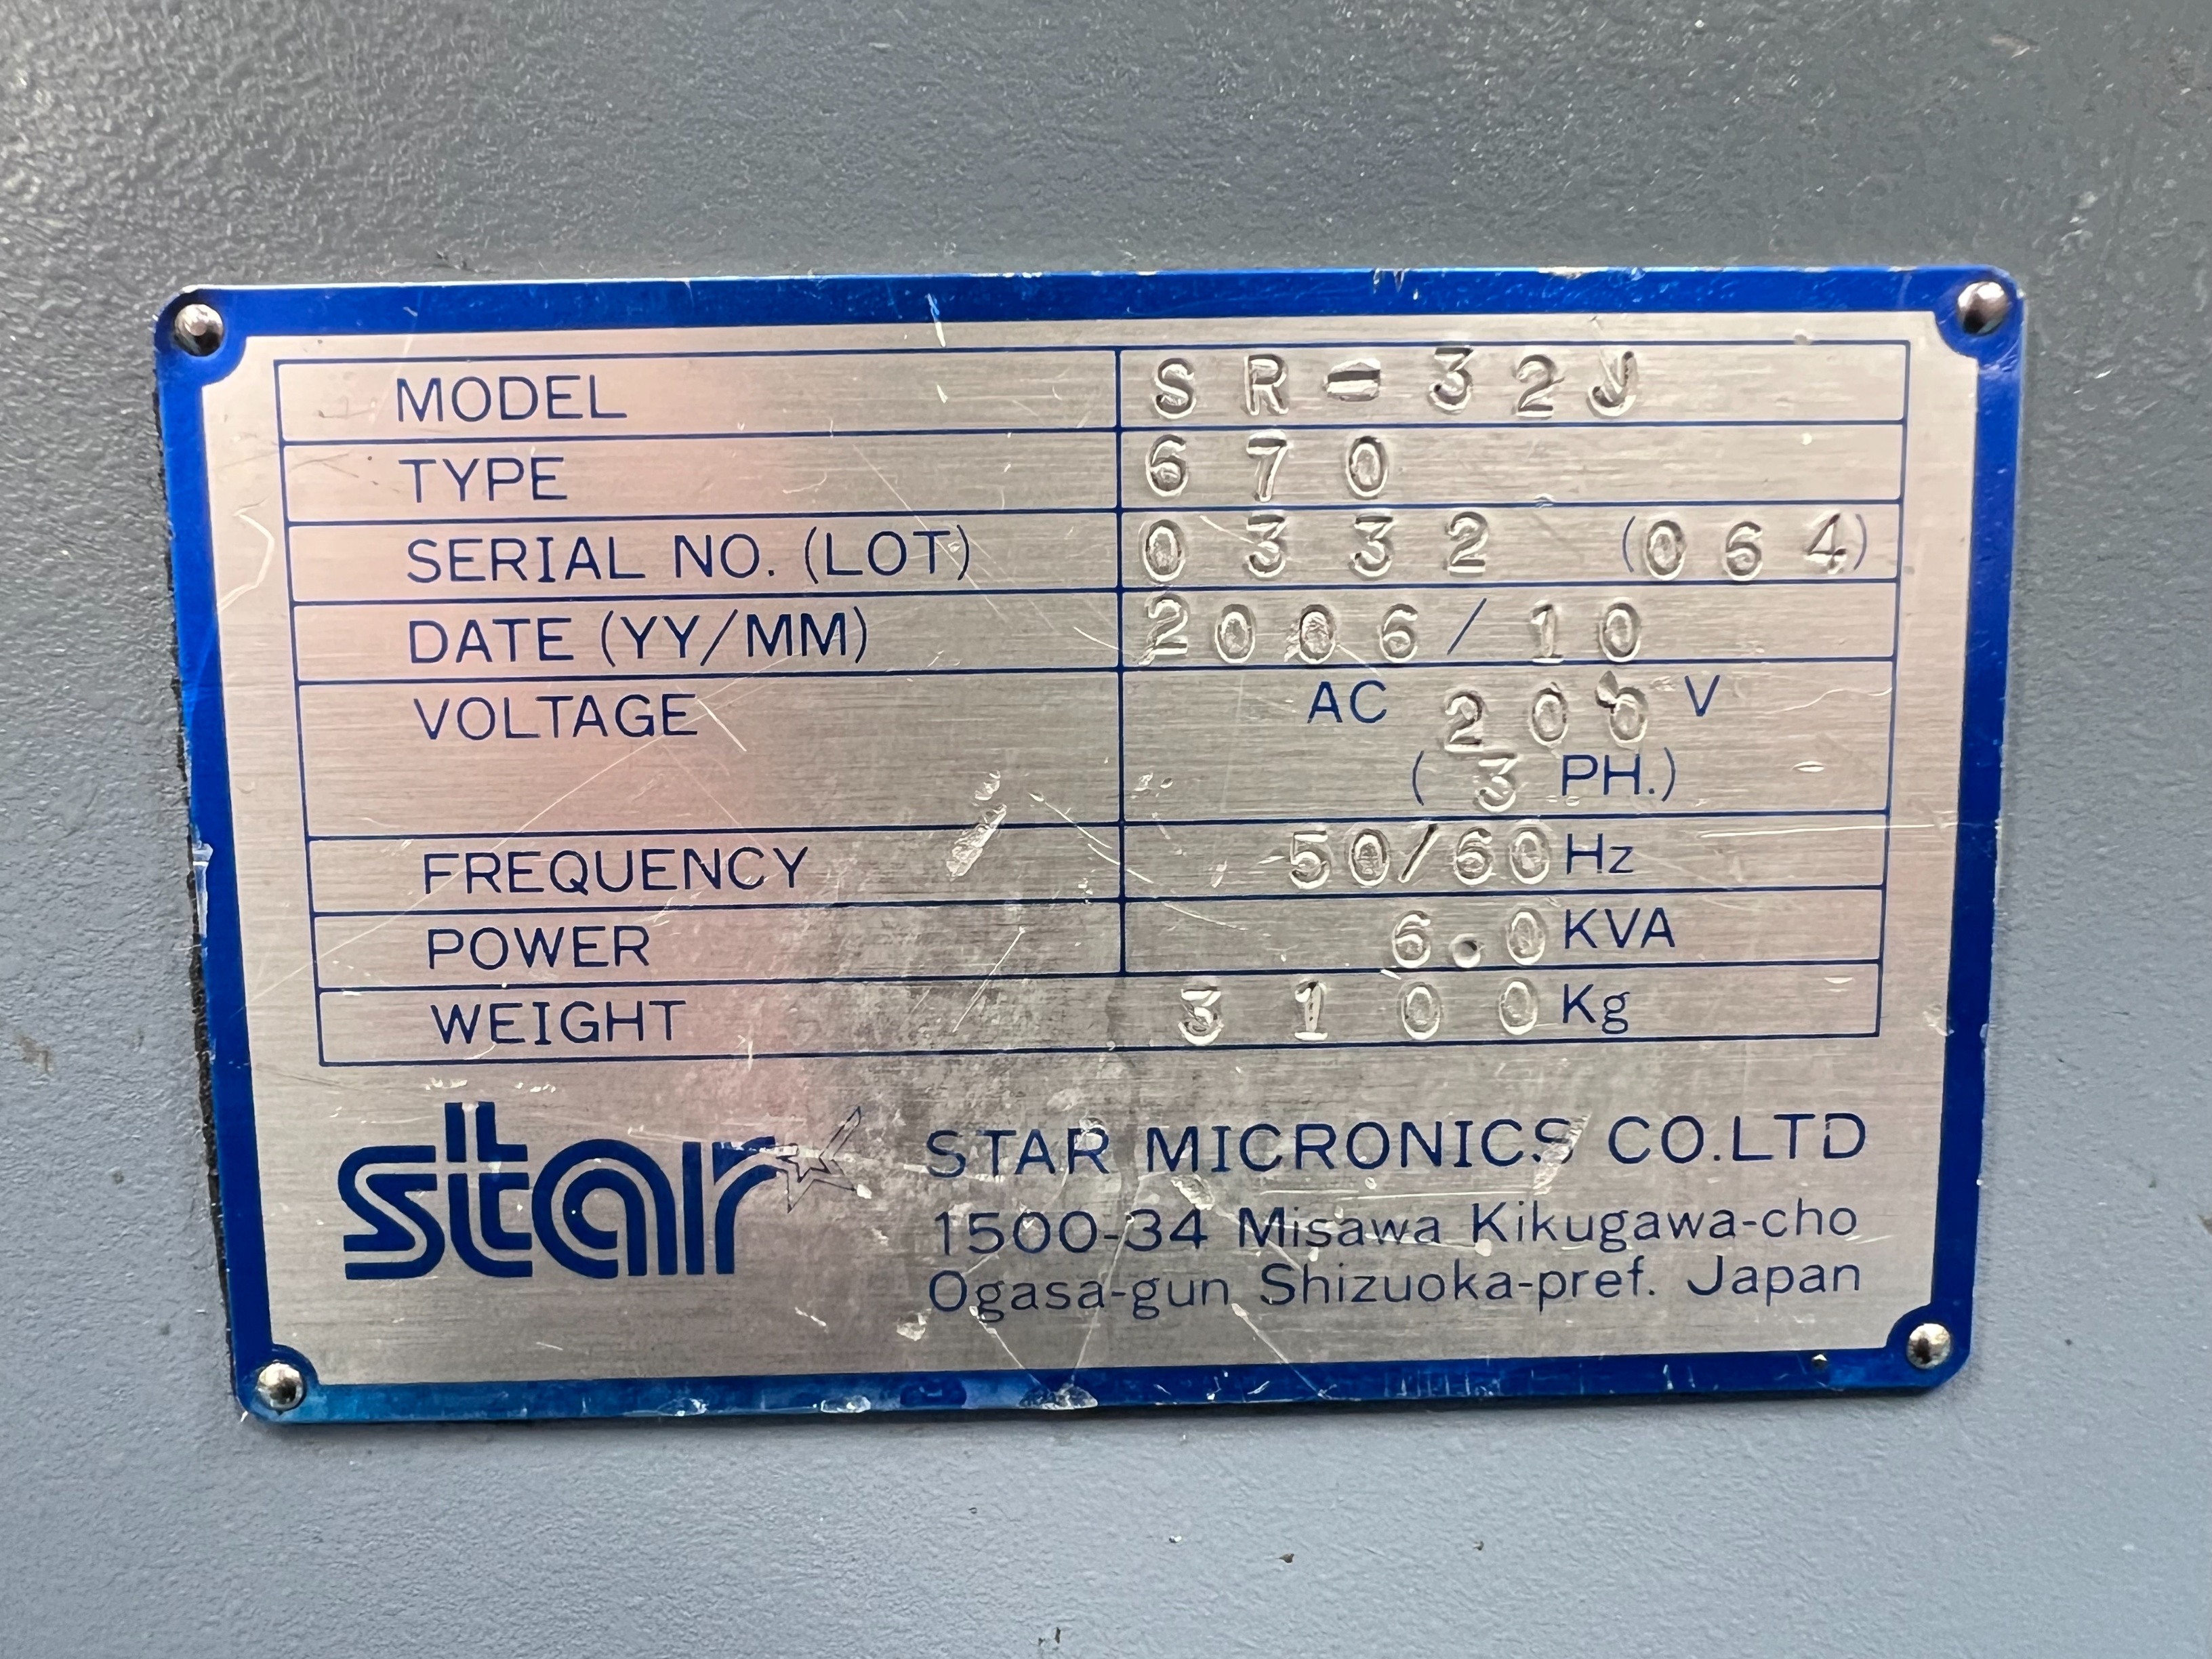 MODEL SR-32J
TYPE 670
SERIAL NO. (LOT) 0332 (064)
DATE (YY/MM) 2006/10
VOLTAGE AC 200 V
(3 PH.)
FREQUENCY 50/60 Hz
POWER 6.0 KVA
WEIGHT 3100 Kg
star
STAR MICRONICS CO.LTD
1500-34 Misawa Kikugawa-cho
Ogasa-gun Shizuoka-pref. Japan